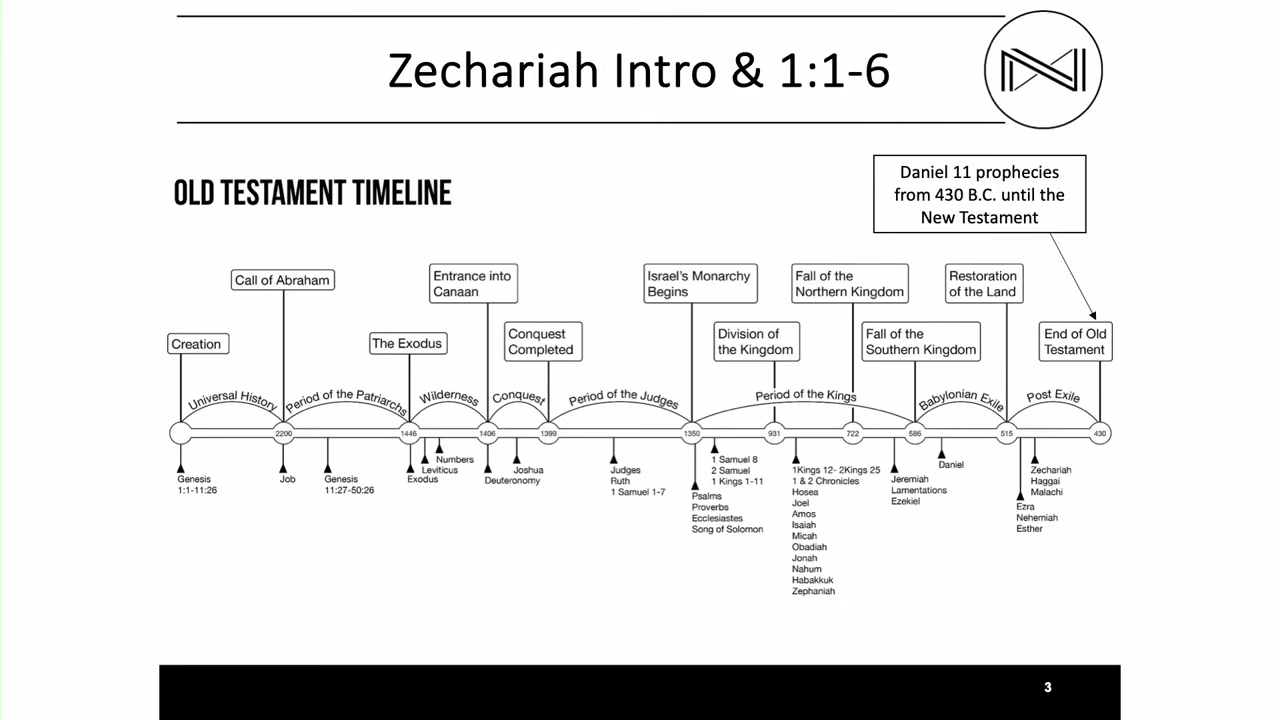 Zechariah Intro & 1:1-6
Daniel 11 prophecies
from 430 B.C. until the
New Testament
OLD TESTAMENT TIMELINE
Call of Abraham
Entrance into
Canaan
Israel's Monarchy
Begins
Fall of the
Northern Kingdom
Restoration
of the Land
Creation
The Exodus
Conquest
Completed
Division of
the Kingdom
Fall of the
Southern Kingdom
End of Old
Testament
Universal History
Period of the Patriarchs
Wilderness
Conquest
Period of the Judges
Period of the Kings
Babylonian Exile
Post Exile
2200
1446
1406
1399
1350
931
722
586
515
430
Genesis
1:1-11:26
Job
Genesis
11:27-50:26
Exodus
Leviticus
Numbers
Deuteronomy
Joshua
Judges
Ruth
1 Samuel 1-7
Psalms
Proverbs
Ecclesiastes
Song of Solomon
1 Samuel 8
2 Samuel
1 Kings 1-11
1Kings 12- 2Kings 25
1 & 2 Chronicles
Hosea
Joel
Amos
Isaiah
Micah
Obadiah
Jonah
Nahum
Habakkuk
Zephaniah
Jeremiah
Lamentations
Ezekiel
Daniel
Ezra
Nehemiah
Esther
Zechariah
Haggai
Malachi
3